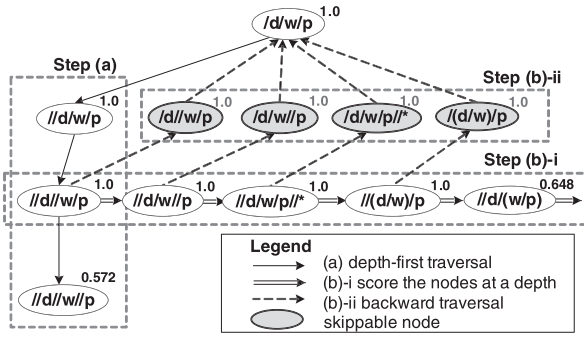 /d/w/p 1.0
Step (a)
Step (b)-ii
//d/w/p 1.0
/d//w/p 1.0
/d/w//p 1.0
/d/w/p//* 1.0
/(d/w)/p 1.0
Step (b)-i
//d//w/p 1.0
//d/w//p 1.0
//d/w/p//* 1.0
//(d/w)/p 1.0
//d/(w/p) 0.648
//d//w//p 0.572
Legend
(a) depth-first traversal
(b)-i score the nodes at a depth
(b)-ii backward traversal
skippable node